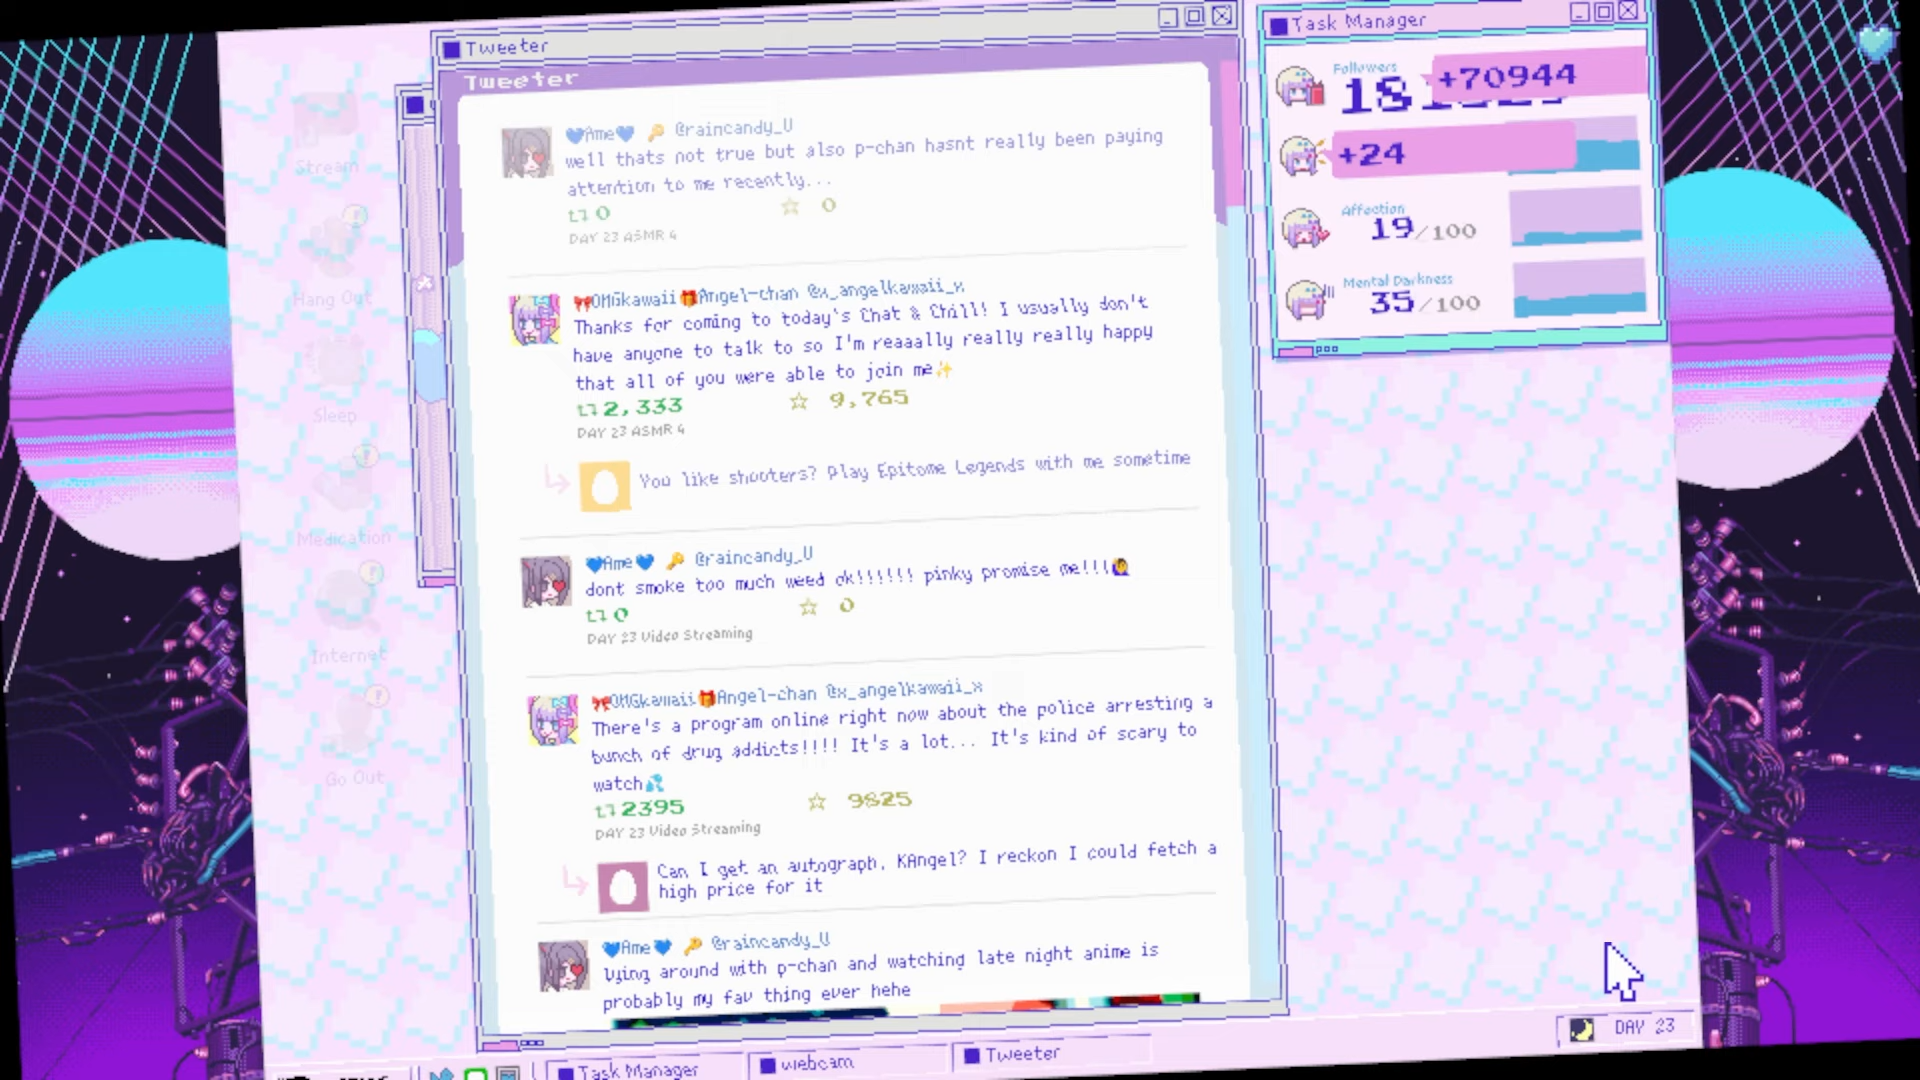 Tweeter
Tweeter
💙Ame💙 🔑 @raincandy_U
well thats not true but also p-chan hasnt really been paying
attention to me recently...
0
0
DAY 23 ASMR 4
🎀OMGkawaii🎁Angel-chan @x_angelkawaii_x
Thanks for coming to today's Chat & Chill! I usually don't
have anyone to talk to so I'm reaaally really really happy
that all of you were able to join me✨
2,333
9,765
DAY 23 ASMR 4
You like shooters? Play Epitome Legends with me sometime
💙Ame💙 🔑 @raincandy_U
dont smoke too much weed ok!!!!!! pinky promise me!!!🙋
0
0
DAY 23 Video Streaming
🎀OMGkawaii🎁Angel-chan @x_angelkawaii_x
There's a program online right now about the police arresting a
bunch of drug addicts!!!! It's a lot... It's kind of scary to
watch💦
2395
9825
DAY 23 Video Streaming
Can I get an autograph, KAngel? I reckon I could fetch a
high price for it
💙Ame💙 🔑 @raincandy_U
lying around with p-chan and watching late night anime is
probably my fav thing ever hehe
Task Manager
Followers
+70944
+24
Affection
19/100
Mental Darkness
35/100
Stream
Hang Out
Sleep
Medication
Internet
Go Out
Task Manager
webcam
Tweeter
DAY 23